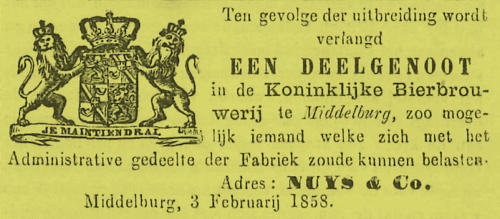 Ten gevolge der uitbreiding wordt
verlangd
EEN DEELGENOOT
in de Koninklijke Bierbrou-
werij te Middelburg, zoo moge-
lijk iemand welke zich met het
JE MAINTIENDRAI.
Administrative gedeelte der Fabriek zoude kunnen belasten.
Adres: NUYS & Co.
Middelburg, 3 Februarij 1858.